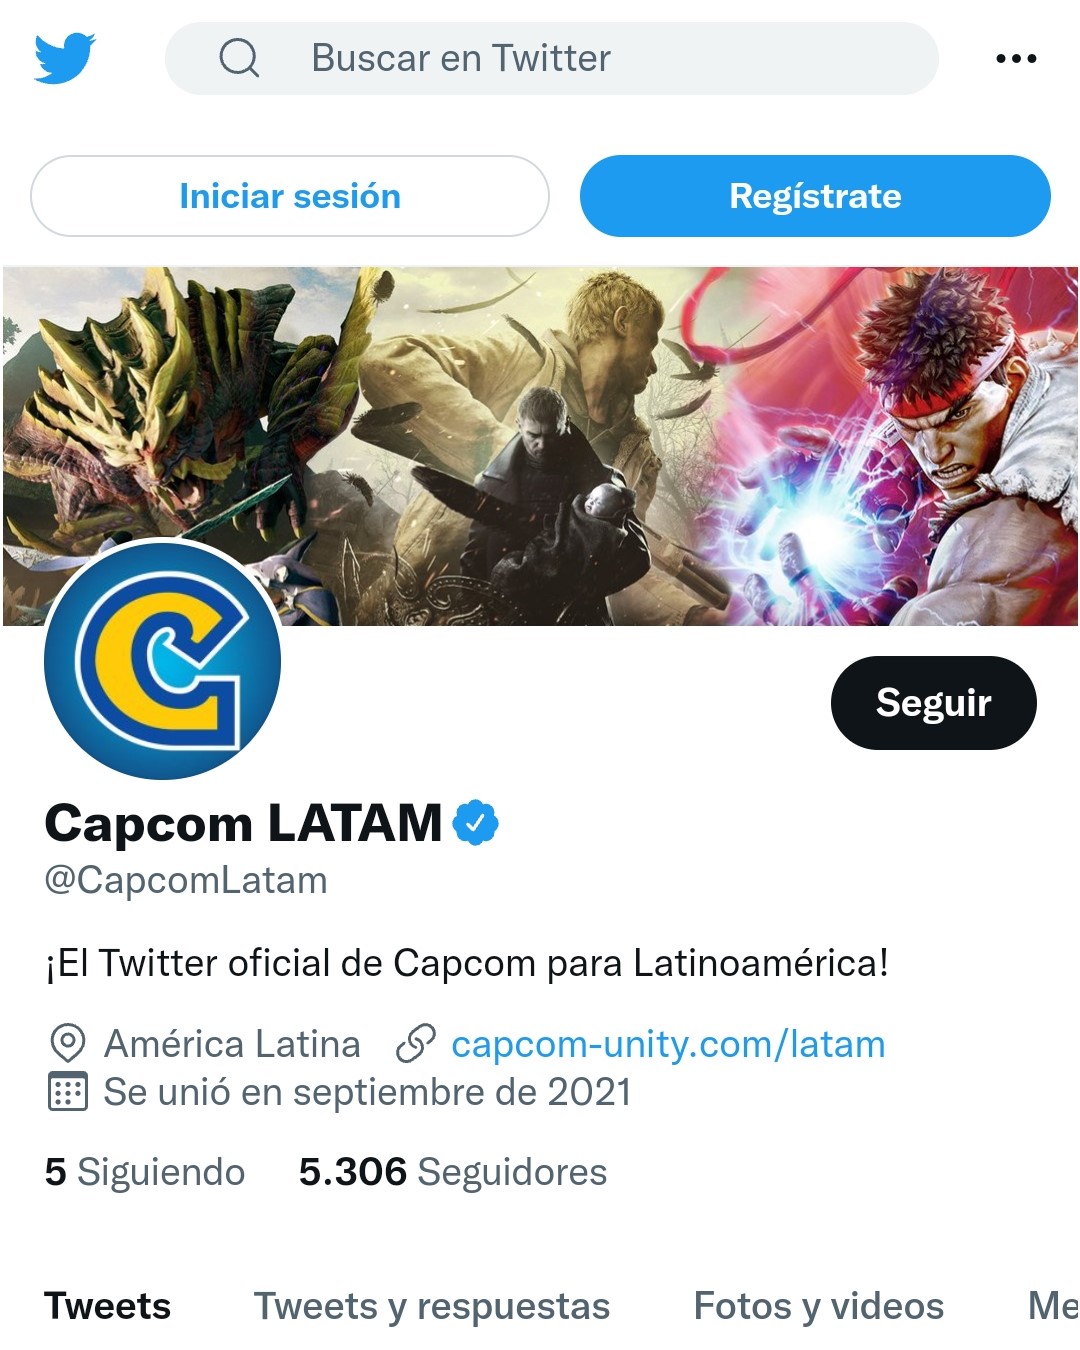 Buscar en Twitter
Iniciar sesión
Regístrate
Seguir
Capcom LATAM
@CapcomLatam
¡El Twitter oficial de Capcom para Latinoamérica!
América Latina capcom-unity.com/latam
Se unió en septiembre de 2021
5 Siguiendo 5.306 Seguidores
Tweets Tweets y respuestas Fotos y videos Me